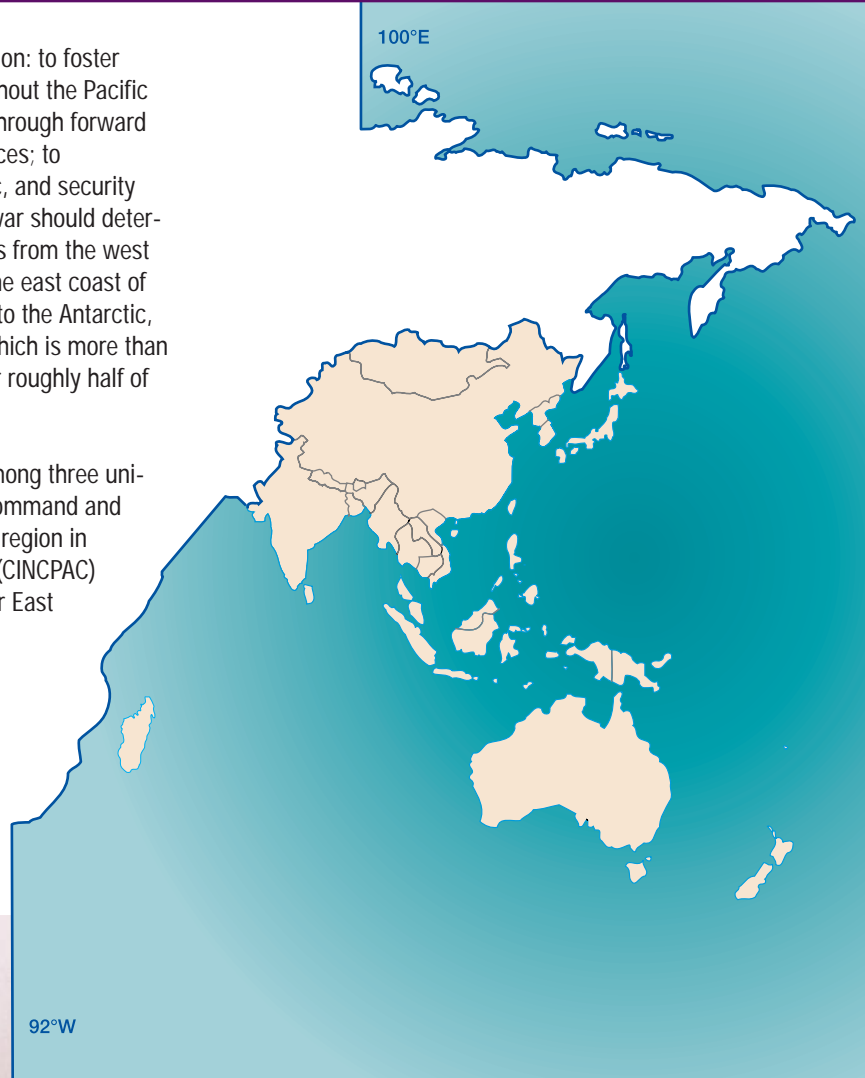 100°E
on: to foster
hout the Pacific
hrough forward
ces; to
c, and security
war should deter-
s from the west
ne east coast of
to the Antarctic,
which is more than
r roughly half of
mong three uni-
ommand and
region in
(CINCPAC)
r East
92°W